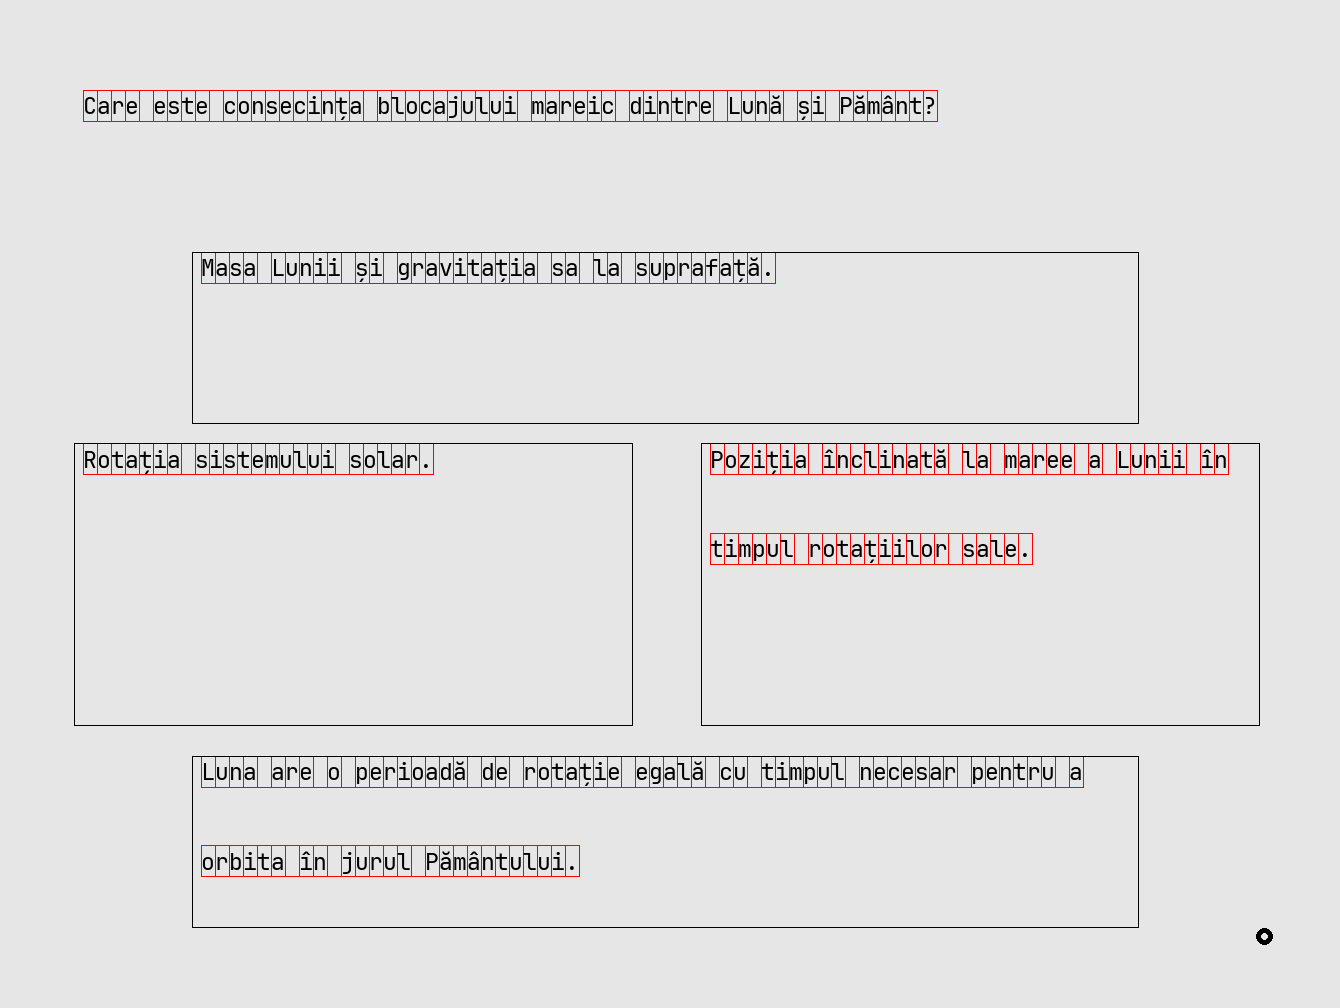 Care este consecința blocajului mareic dintre Lună și Pământ?
Masa Lunii și gravitația sa la suprafață.
Rotația sistemului solar.
Poziția înclinată la maree a Lunii în
timpul rotațiilor sale.
Luna are o perioadă de rotație egală cu timpul necesar pentru a
orbita în jurul Pământului.